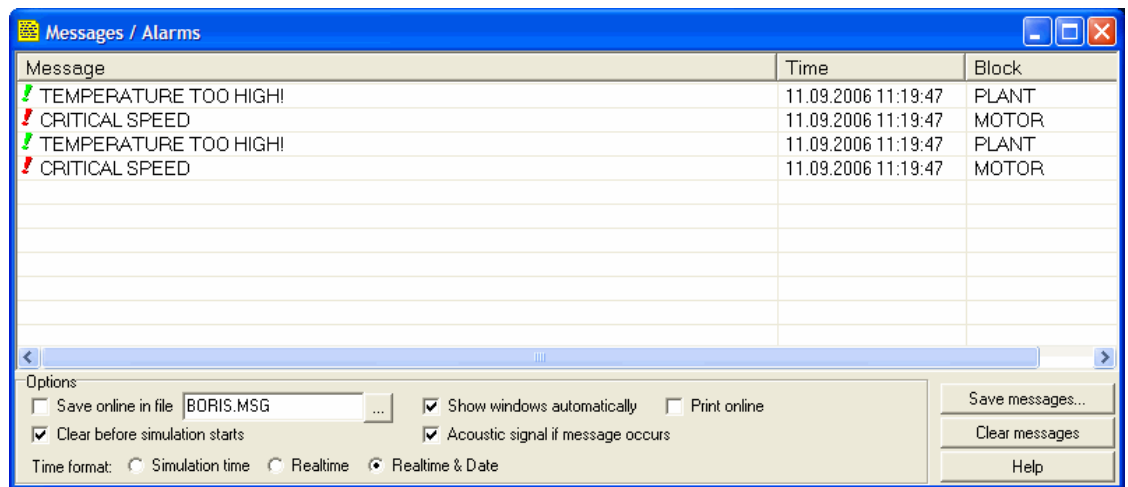 Messages / Alarms
Message Time Block
TEMPERATURE TOO HIGH! 11.09.2006 11:19:47 PLANT
CRITICAL SPEED 11.09.2006 11:19:47 MOTOR
TEMPERATURE TOO HIGH! 11.09.2006 11:19:47 PLANT
CRITICAL SPEED 11.09.2006 11:19:47 MOTOR
Options
Save online in file BORIS.MSG ... Show windows automatically Print online Save messages...
Clear before simulation starts Acoustic signal if message occurs Clear messages
Time format: Simulation time Realtime Realtime & Date Help